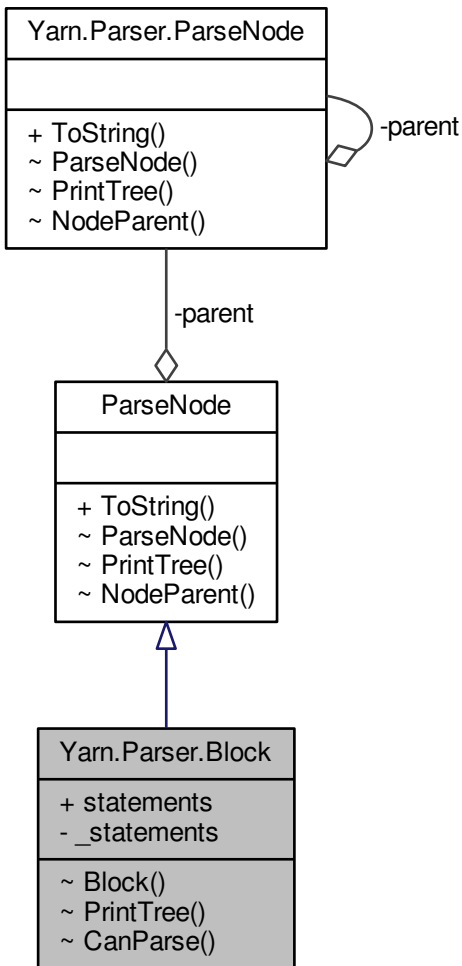 Yarn.Parser.ParseNode
+ ToString()
~ ParseNode()
~ PrintTree()
~ NodeParent()
-parent
-parent
ParseNode
+ ToString()
~ ParseNode()
~ PrintTree()
~ NodeParent()
Yarn.Parser.Block
+ statements
- _statements
~ Block()
~ PrintTree()
~ CanParse()